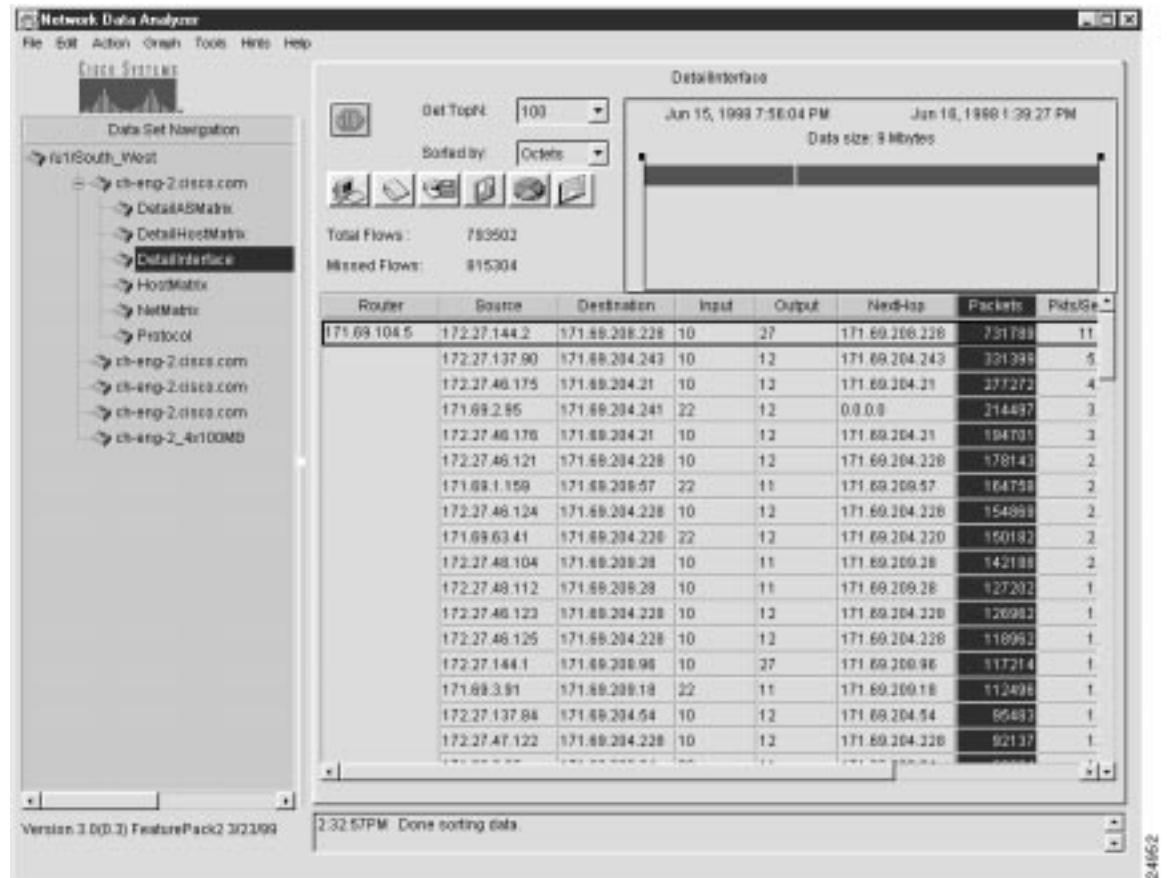 Network Data Analyzer
File Edit Action Graph Tools Hints Help
CISCO SYSTEMS
Data Set Navigation
/u1/South_West
ch-eng-2.cisco.com
DetailASMatrix
DetailHostMatrix
DetailInterface
HostMatrix
NetMatrix
Protocol
ch-eng-2.cisco.com
ch-eng-2.cisco.com
ch-eng-2.cisco.com
ch-eng-2_4x100MB
Version 3.0(0.3) FeaturePack2 3/23/99
DetailInterface
Get TopN: 100
Sorted by: Octets
Jun 15, 1998 7:56:04 PM Jun 16, 1998 1:39:27 PM
Data size: 9 Mbytes
Total Flows : 783502
Missed Flows: 815304
Router Source Destination Input Output NextHop Packets Pkts/Se
171.69.104.5 172.27.144.2 171.69.208.228 10 27 171.69.208.228 731789 11
172.27.137.90 171.69.204.243 10 12 171.69.204.243 331399 5
172.27.46.175 171.69.204.21 10 12 171.69.204.21 277272 4
171.69.2.95 171.69.204.241 22 12 0.0.0.0 214487 3
172.27.46.176 171.69.204.21 10 12 171.69.204.21 194701 3
172.27.46.121 171.69.204.228 10 12 171.69.204.228 178143 2
171.69.1.159 171.69.209.57 22 11 171.69.209.57 164758 2
172.27.46.124 171.69.204.228 10 12 171.69.204.228 154869 2
171.69.63.41 171.69.204.220 22 12 171.69.204.220 150182 2
172.27.48.104 171.69.209.28 10 11 171.69.209.28 142188 2
172.27.48.112 171.69.209.28 10 11 171.69.209.28 127202 1
172.27.46.123 171.69.204.228 10 12 171.69.204.228 126962 1
172.27.46.125 171.69.204.228 10 12 171.69.204.228 118962 1
172.27.144.1 171.69.208.96 10 27 171.69.208.96 117214 1
171.69.3.91 171.69.209.18 22 11 171.69.209.18 112496 1
172.27.137.84 171.69.204.54 10 12 171.69.204.54 95483 1
172.27.47.122 171.69.204.228 10 12 171.69.204.228 92137 1
2:32:57PM Done sorting data.
24952